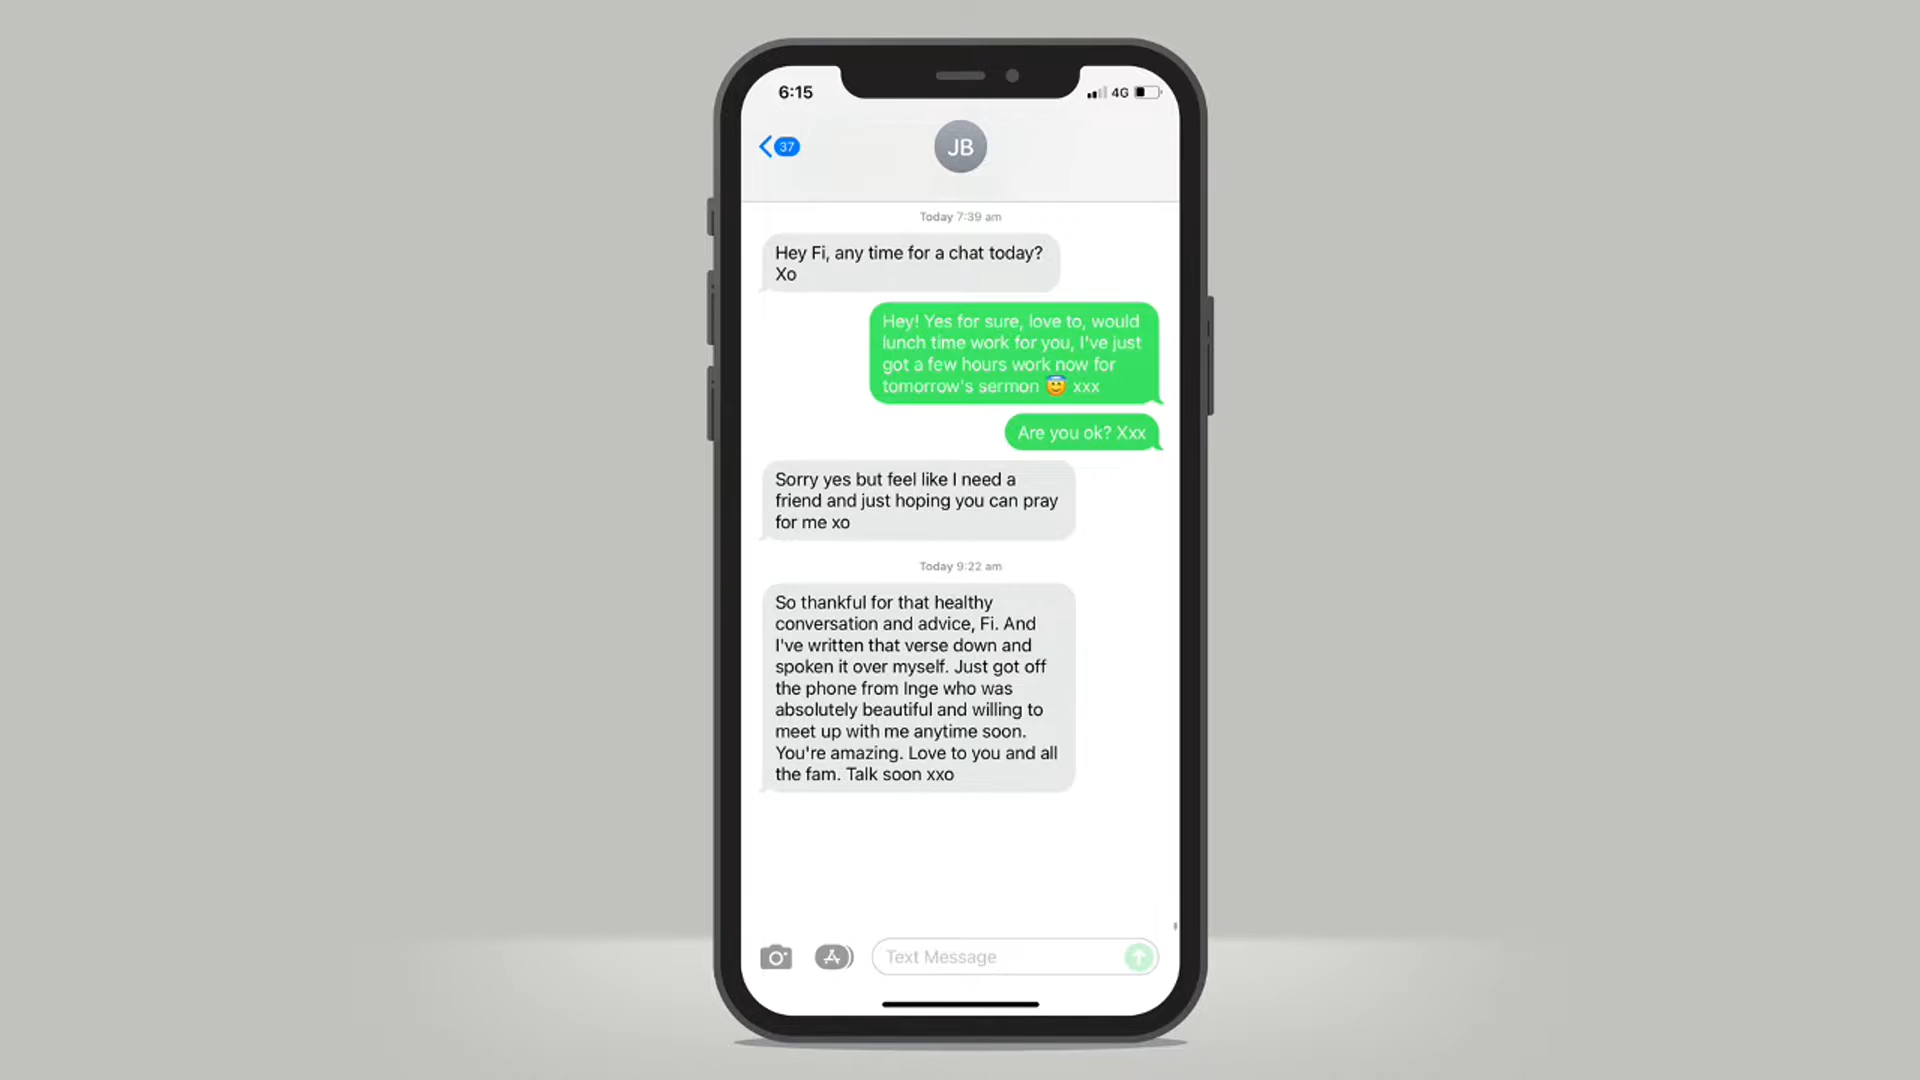 6:15
4G
37
JB
Today 7:39 am
Hey Fi, any time for a chat today?
Xo
Hey! Yes for sure, love to, would
lunch time work for you, I've just
got a few hours work now for
tomorrow's sermon 😇 xxx
Are you ok? Xxx
Sorry yes but feel like I need a
friend and just hoping you can pray
for me xo
Today 9:22 am
So thankful for that healthy
conversation and advice, Fi. And
I've written that verse down and
spoken it over myself. Just got off
the phone from Inge who was
absolutely beautiful and willing to
meet up with me anytime soon.
You're amazing. Love to you and all
the fam. Talk soon xxo
Text Message